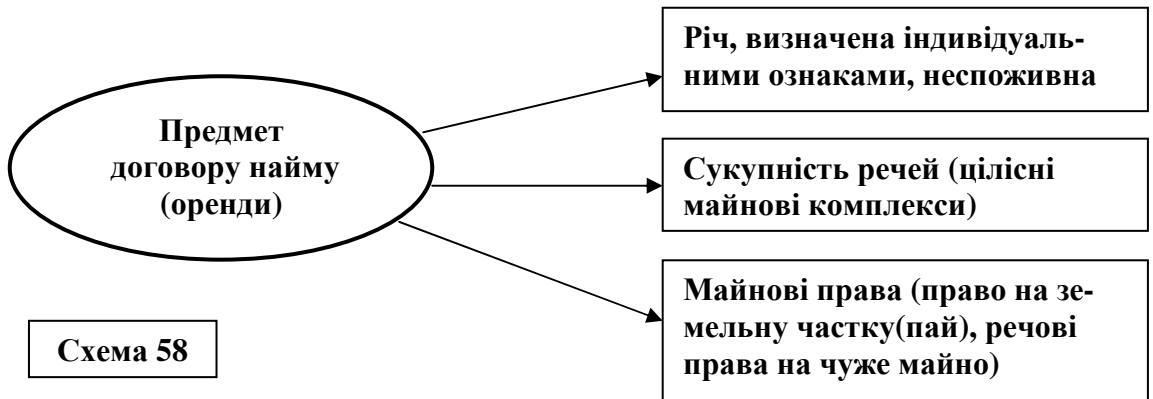 Річ, визначена індивідуаль-
ними ознаками, неспоживна
Предмет
договору найму
(оренди)
Сукупність речей (цілісні
майнові комплекси)
Майнові права (право на зе-
мельну частку(пай), речові
права на чуже майно)
Схема 58